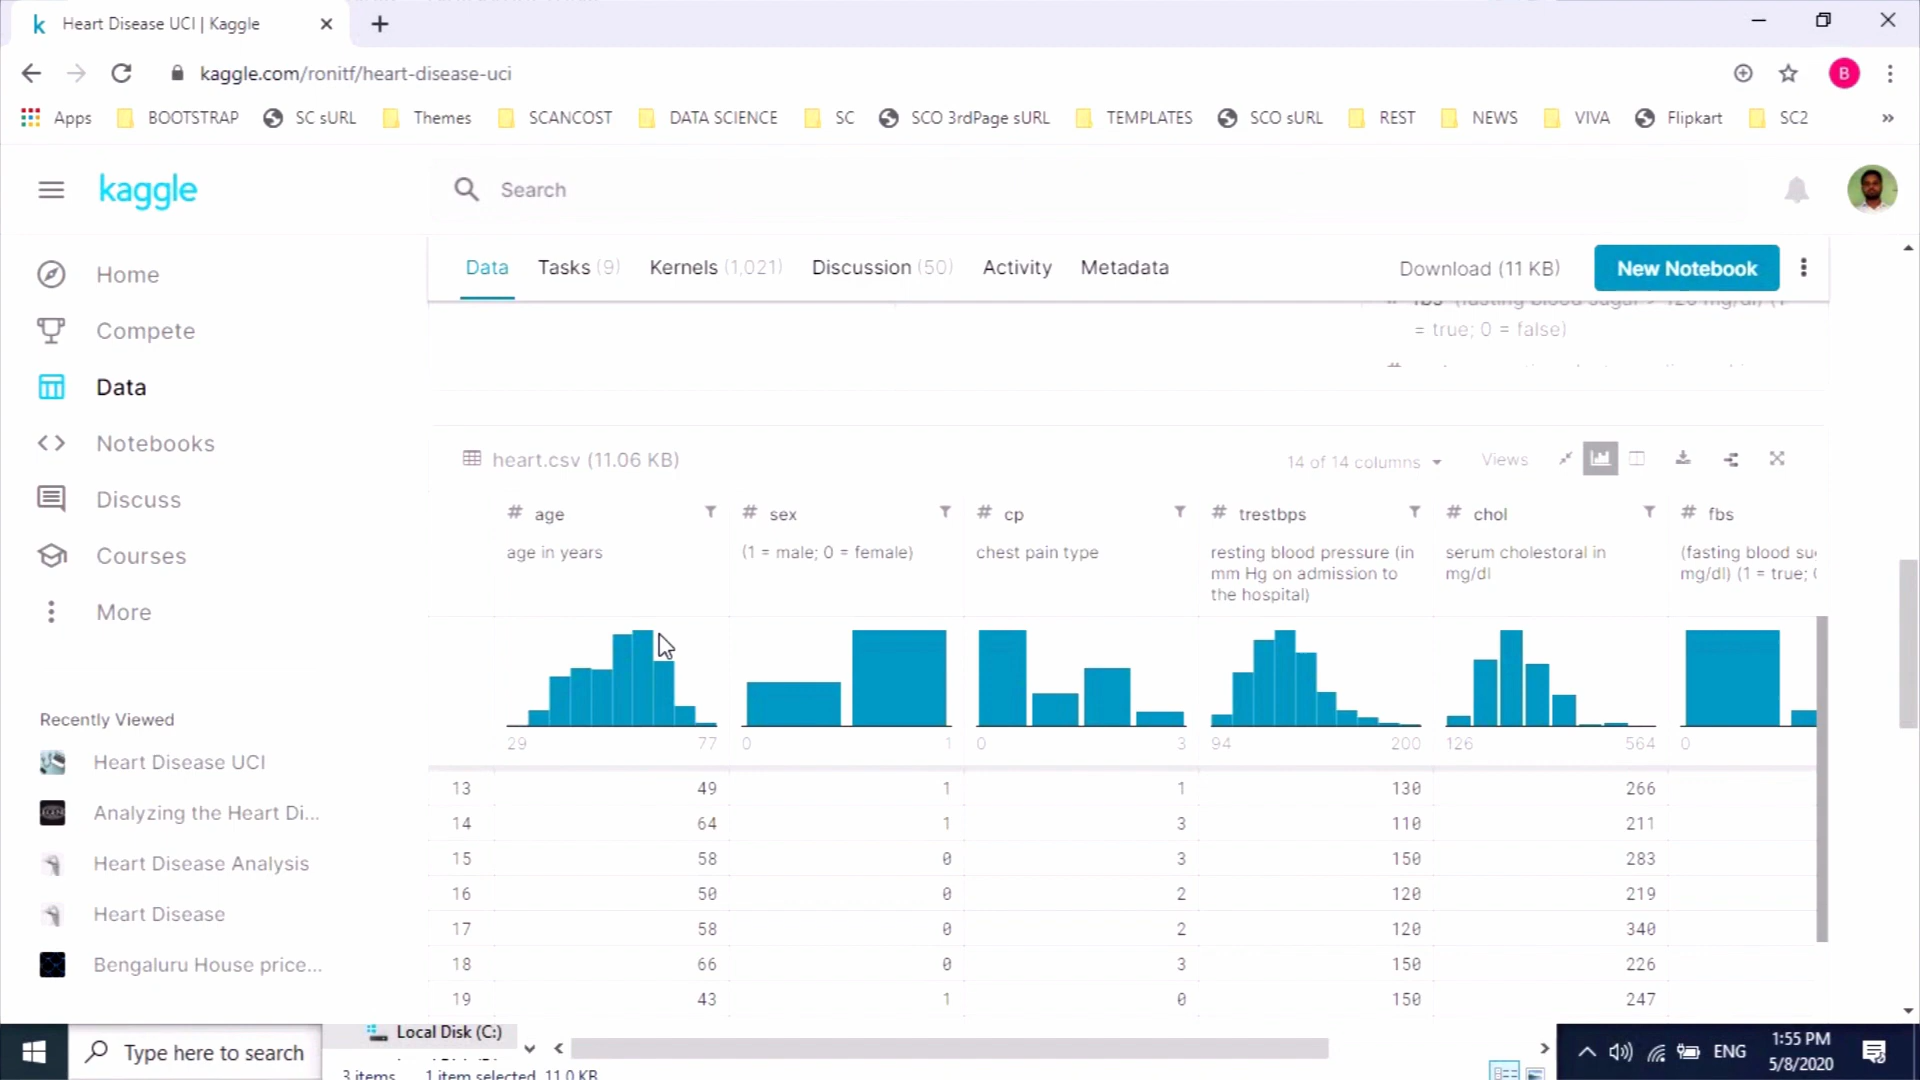 k Heart Disease UCI | Kaggle
kaggle.com/ronitf/heart-disease-uci
B
Apps BOOTSTRAP SC sURL Themes SCANCOST DATA SCIENCE SC SCO 3rdPage sURL TEMPLATES SCO sURL REST NEWS VIVA Flipkart SC2 »
kaggle Search
Home
Compete
Data
Notebooks
Discuss
Courses
More
Recently Viewed
Heart Disease UCI
Analyzing the Heart Di...
Heart Disease Analysis
Heart Disease
Bengaluru House price...
Data Tasks (9) Kernels (1,021) Discussion (50) Activity Metadata Download (11 KB) New Notebook
# fbs (fasting blood sugar > 120 mg/dl) (1
= true; 0 = false)
heart.csv (11.06 KB) 14 of 14 columns Views
# age # sex # cp # trestbps # chol # fbs
age in years (1 = male; 0 = female) chest pain type resting blood pressure (in serum cholestoral in (fasting blood su
mm Hg on admission to mg/dl mg/dl) (1 = true;
the hospital)
29 77 0 1 0 3 94 200 126 564 0
13 49 1 1 130 266
14 64 1 3 110 211
15 58 0 3 150 283
16 50 0 2 120 219
17 58 0 2 120 340
18 66 0 3 150 226
19 43 1 0 150 247
Local Disk (C:)
3 items 1 item selected 11.0 KB
Type here to search
ENG
1:55 PM
5/8/2020